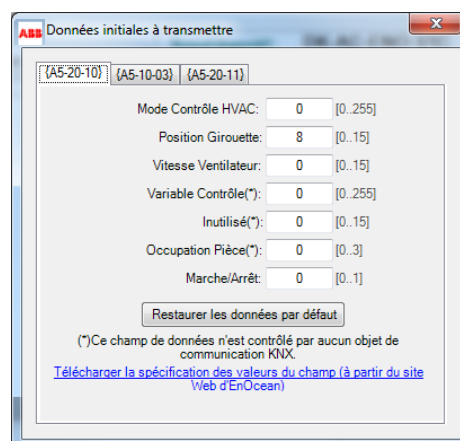 ABB Données initiales à transmettre
{A5-20-10} {A5-10-03} {A5-20-11}
Mode Contrôle HVAC: 0 [0..255]
Position Girouette: 8 [0..15]
Vitesse Ventilateur: 0 [0..15]
Variable Contrôle(*): 0 [0..255]
Inutilisé(*): 0 [0..15]
Occupation Pièce(*): 0 [0..3]
Marche/Arrêt: 0 [0..1]
Restaurer les données par défaut
(*)Ce champ de données n'est contrôlé par aucun objet de
communication KNX.
Télécharger la spécification des valeurs du champ (à partir du site
Web d'EnOcean)